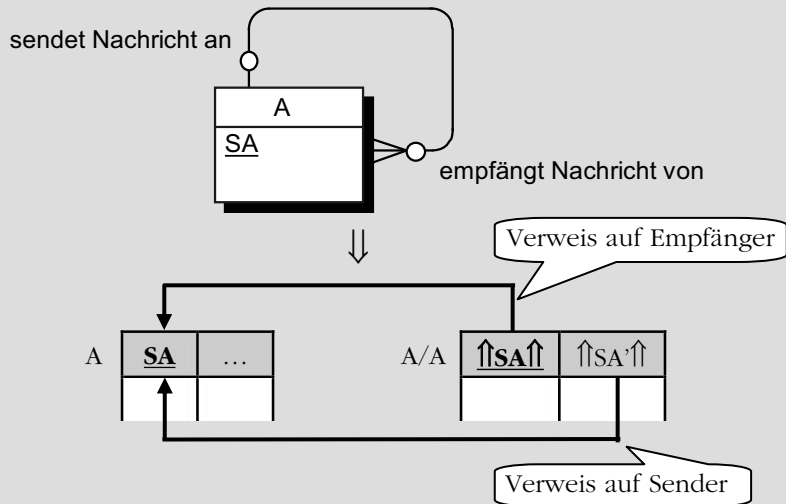 sendet Nachricht an
A
SA
empfängt Nachricht von
⇓
Verweis auf Empfänger
A SA … A/A ⇑SA⇑ ⇑SA'⇑
Verweis auf Sender